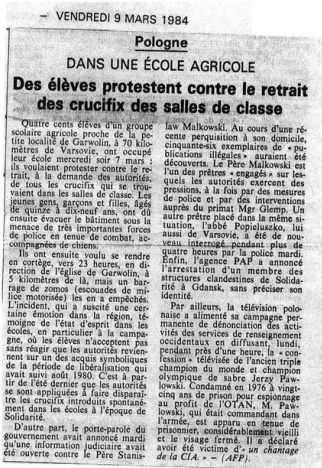 – VENDREDI 9 MARS 1984
Pologne
DANS UNE ÉCOLE AGRICOLE
Des élèves protestent contre le retrait
des crucifix des salles de classe
Quatre cents élèves d'un groupe
scolaire agricole proche de la pe-
tite localité de Garwolin, à 70 kilo-
mètres de Varsovie, ont occupé
leur école mercredi soir 7 mars :
ils voulaient protester contre le re-
trait, à la demande des autorités,
de tous les crucifix qui se trou-
vaient dans les salles de classe. Les
jeunes gens, garçons et filles, âgés
de quinze à dix-neuf ans, ont dû
ensuite évacuer le bâtiment sous la
menace de très importantes forces
de police en tenue de combat, ac-
compagnées de chiens.
Ils ont ensuite voulu se rendre
en cortège, vers 23 heures, en di-
rection de l'église de Garwolin, à
5 kilomètres de là, mais un bar-
rage de zomos (escouades de mi-
lice motorisée) les en a empêchés.
L'incident, qui a suscité une cer-
taine émotion dans la région, té-
moigne de l'état d'esprit dans les
écoles, en particulier à la campa-
gne, où les élèves n'acceptent pas
sans réagir que les autorités revien-
nent sur des acquis symboliques
de la période de libéralisation qui
avait suivi août 1980. C'est à par-
tir de l'été dernier que les autorités
se sont appliquées à faire disparaî-
tre les crucifix introduits spontané-
ment dans les écoles à l'époque de
Solidarité.
D'autre part, le porte-parole du
gouvernement avait annoncé mardi
qu'une information judiciaire avait
été ouverte contre le Père Stanis-
law Malkowski. Au cours d'une ré-
cente perquisition à son domicile,
cinquante-six exemplaires de « pu-
blications illégales » auraient été
découverts. Le Père Malkowski est
l'un des prêtres « engagés » sur les-
quels les autorités exercent des
pressions, à la fois par des mesures
de police et par des interventions
auprès du primat Mgr Glemp. Un
autre prêtre placé dans la même si-
tuation, l'abbé Popieluszko, lui
aussi de Varsovie, a été de nou-
veau interrogé pendant plus de
quatre heures par la police mardi.
Enfin, l'agence PAP a annoncé
l'arrestation d'un membre des
structures clandestines de Solida-
rité à Gdansk, sans préciser son
identité.
Par ailleurs, la télévision polo-
naise a alimenté sa campagne per-
manente de dénonciation des acti-
vités des services de renseignement
occidentaux en diffusant, lundi,
pendant près d'une heure, la « con-
fession » télévisée de l'ancien triple
champion du monde et champion
olympique de sabre Jerzy Paw-
lowski. Condamné en 1976 à vingt-
cinq ans de prison pour espionnage
au profit de l'OTAN, M. Paw-
lowski, qui était commandant dans
l'armée, est apparu en tenue de
prisonnier, considérablement vieilli
et le visage fermé. Il a déclaré
avoir été victime d'« un chantage
de la CIA. » – (AFP).